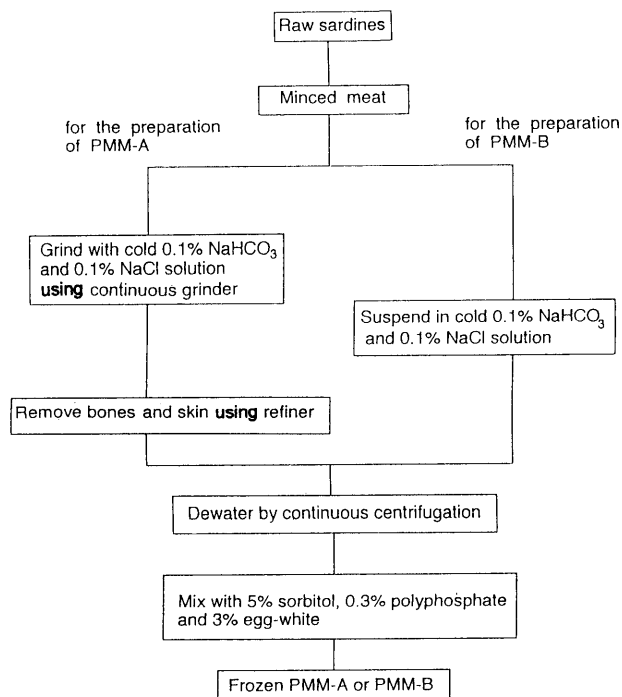 Raw sardines
Minced meat
for the preparation
of PMM-A
for the preparation
of PMM-B
Grind with cold 0.1% NaHCO₃
and 0.1% NaCl solution
using continuous grinder
Suspend in cold 0.1% NaHCO₃
and 0.1% NaCl solution
Remove bones and skin using refiner
Dewater by continuous centrifugation
Mix with 5% sorbitol, 0.3% polyphosphate
and 3% egg-white
Frozen PMM-A or PMM-B